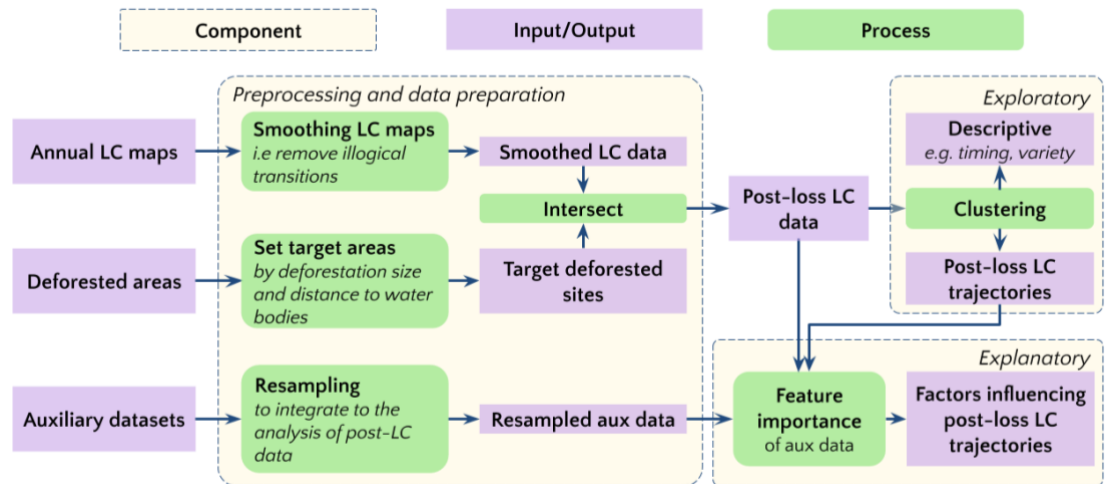 Component
Input/Output
Process
Preprocessing and data preparation
Annual LC maps
Smoothing LC maps
i.e remove illogical
transitions
Smoothed LC data
Intersect
Deforested areas
Set target areas
by deforestation size
and distance to water
bodies
Target deforested
sites
Auxiliary datasets
Resampling
to integrate to the
analysis of post-LC
data
Resampled aux data
Post-loss LC
data
Exploratory
Descriptive
e.g. timing, variety
Clustering
Post-loss LC
trajectories
Explanatory
Feature
importance
of aux data
Factors influencing
post-loss LC
trajectories